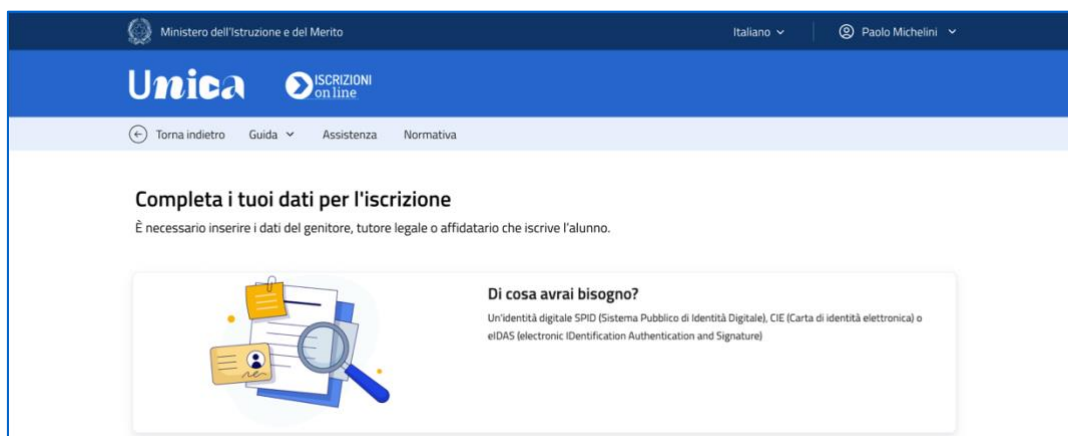 Ministero dell'Istruzione e del Merito
Italiano
Paolo Michelini
Unica
ISCRIZIONI
on line
Torna indietro Guida Assistenza Normativa
Completa i tuoi dati per l'iscrizione
È necessario inserire i dati del genitore, tutore legale o affidatario che iscrive l'alunno.
Di cosa avrai bisogno?
Un'identità digitale SPID (Sistema Pubblico di Identità Digitale), CIE (Carta di identità elettronica) o
eIDAS (electronic IDentification Authentication and Signature)